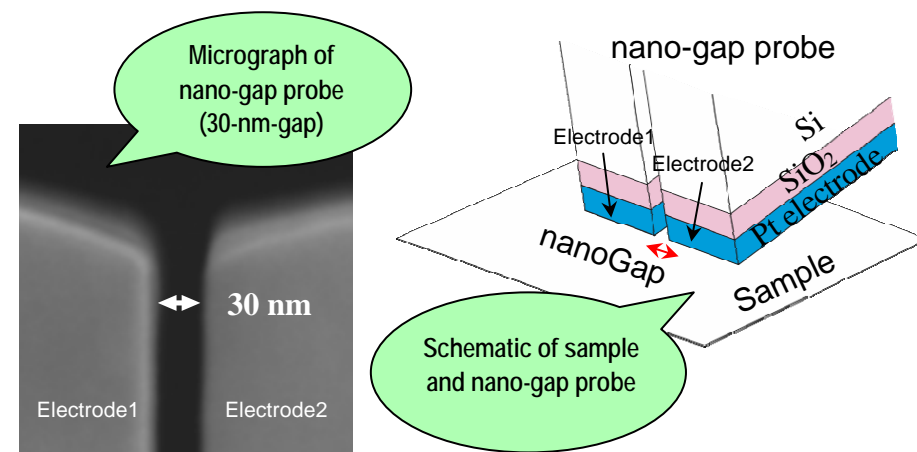 Micrograph of
nano-gap probe
(30-nm-gap)
30 nm
Electrode1
Electrode2
nano-gap probe
Electrode1
Electrode2
Si
SiO₂
Pt electrode
nanoGap
Sample
Schematic of sample
and nano-gap probe